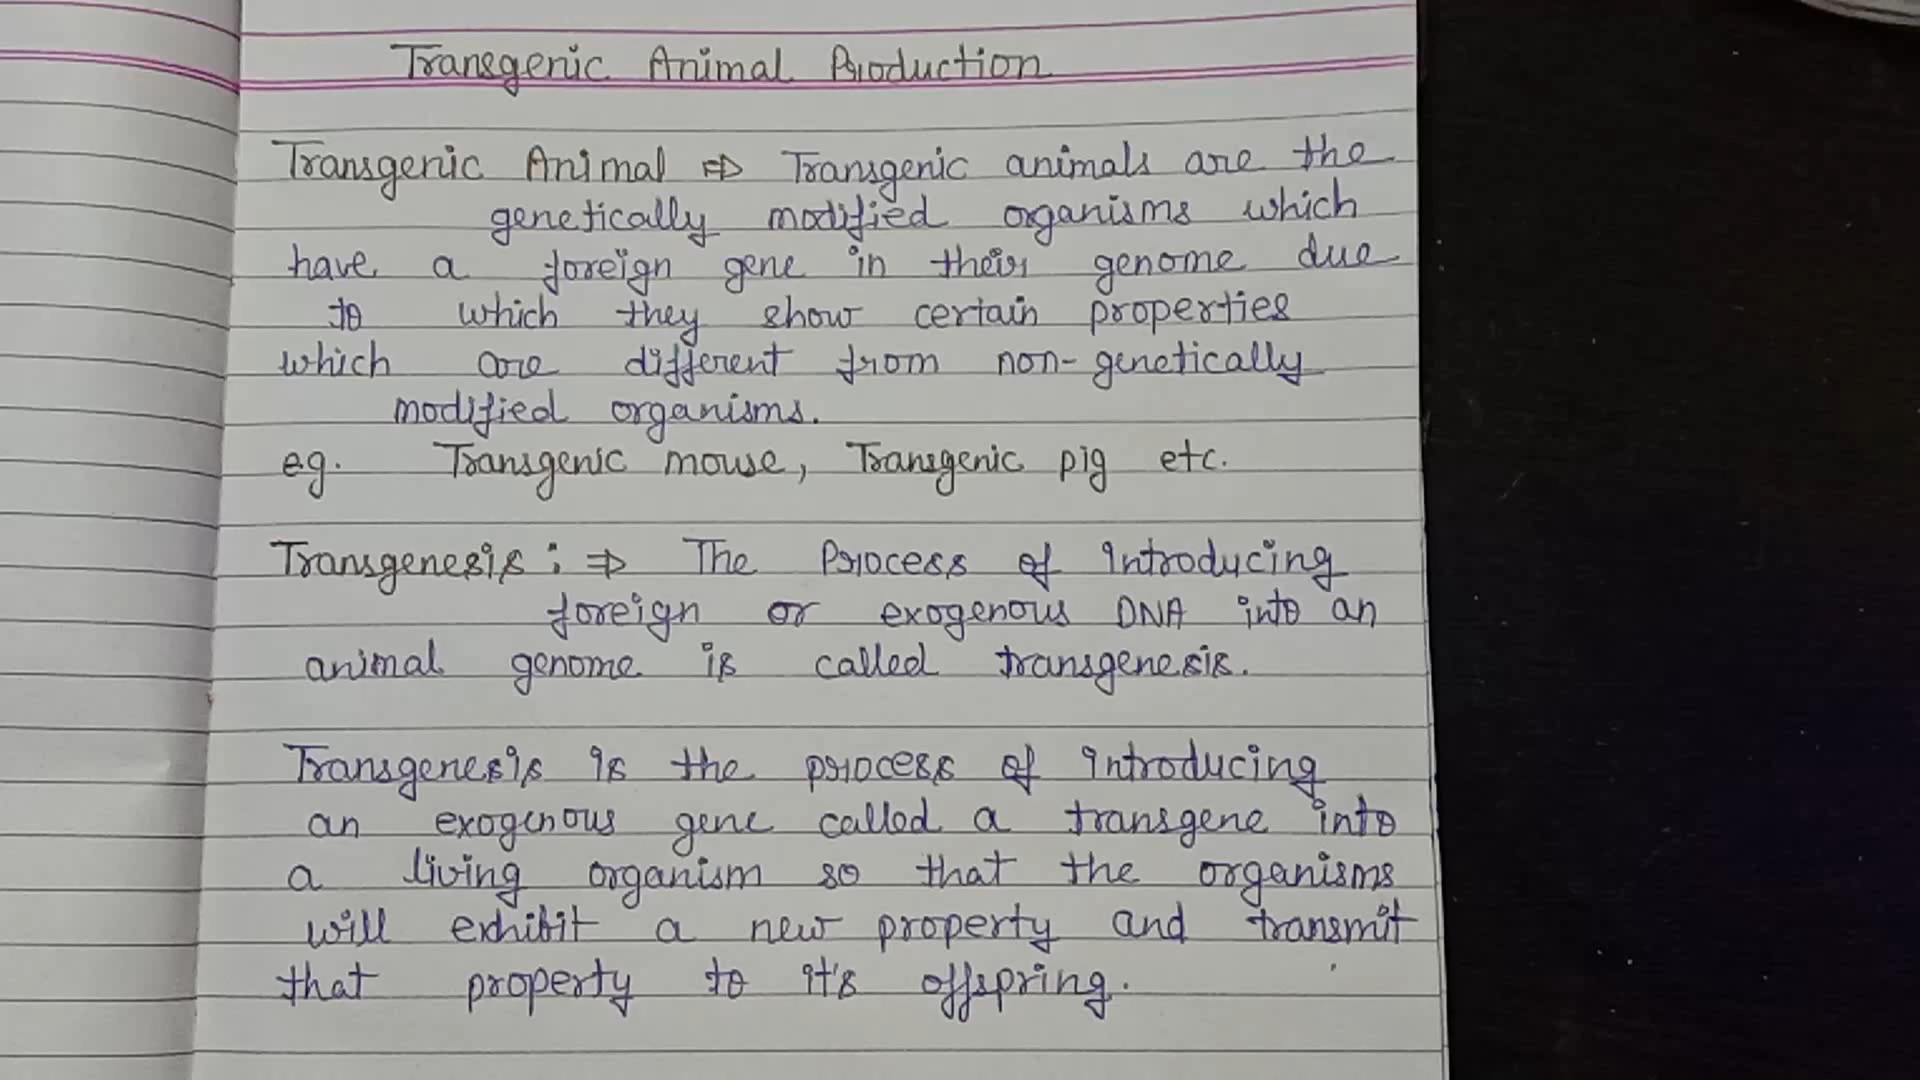 Transgenic Animal Production
Transgenic Animal ⇒ Transgenic animals are the
genetically modified organisms which
have a foreign gene in their genome due
to which they show certain properties
which are different from non-genetically
modified organisms.
e.g. Transgenic mouse, Transgenic pig etc.
Transgenesis : ⇒ The Process of introducing
foreign or exogenous DNA into an
animal genome is called transgenesis.
Transgenesis is the process of introducing
an exogenous gene called a transgene into
a living organism so that the organisms
will exhibit a new property and transmit
that property to it's offspring.